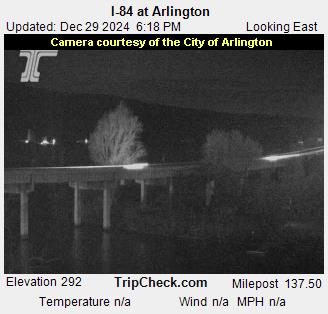 I-84 at Arlington
Updated: Dec 29 2024 6:18 PM Looking East
Camera courtesy of the City of Arlington
Elevation 292 TripCheck.com Milepost 137.50
Temperature n/a Wind n/a MPH n/a